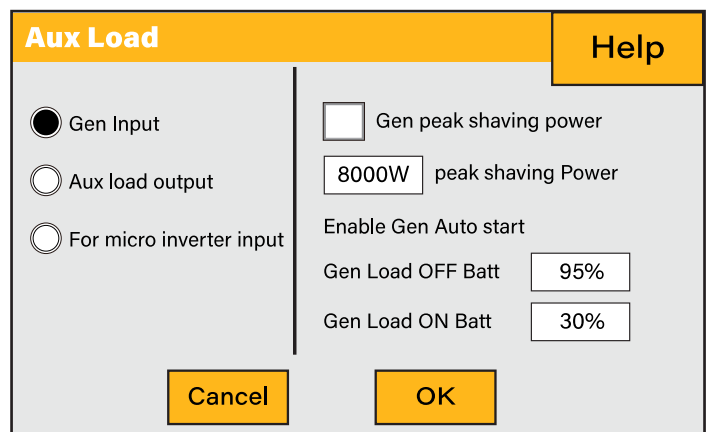 Aux Load
Help
Gen Input
Aux load output
For micro inverter input
Gen peak shaving power
8000W peak shaving Power
Enable Gen Auto start
Gen Load OFF Batt 95%
Gen Load ON Batt 30%
Cancel
OK